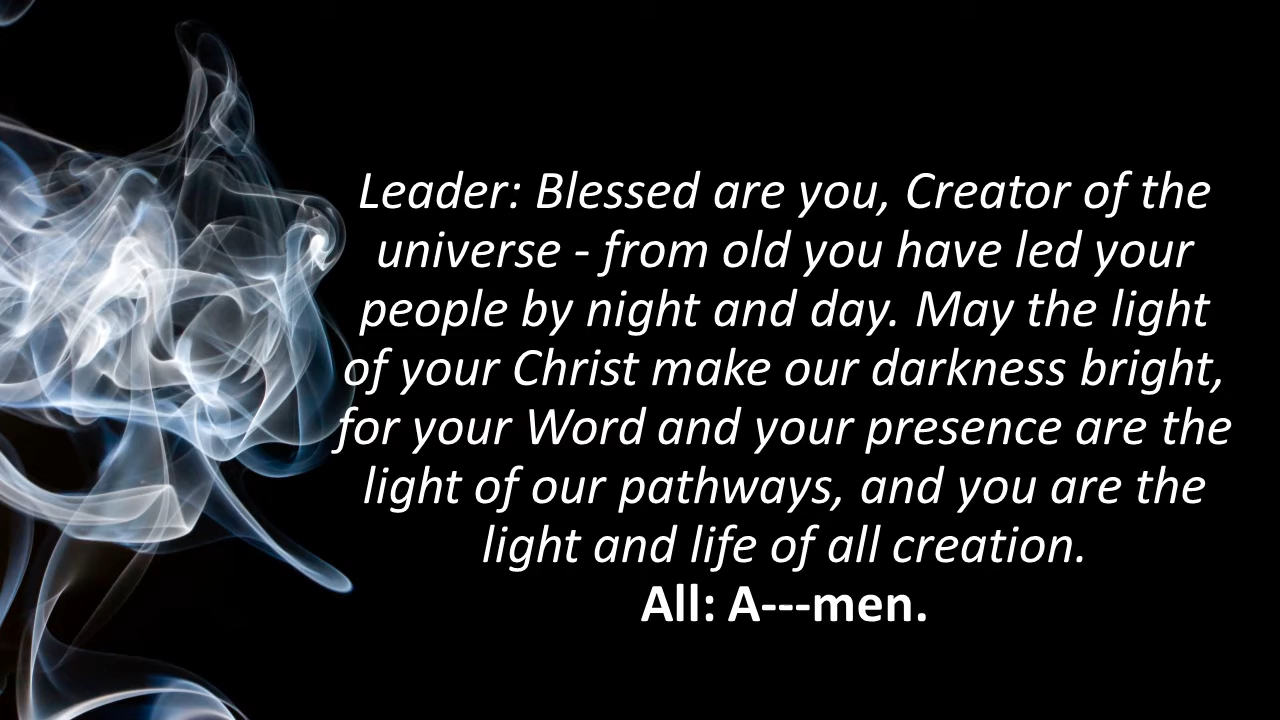 Leader: Blessed are you, Creator of the
universe - from old you have led your
people by night and day. May the light
of your Christ make our darkness bright,
for your Word and your presence are the
light of our pathways, and you are the
light and life of all creation.
All: A---men.